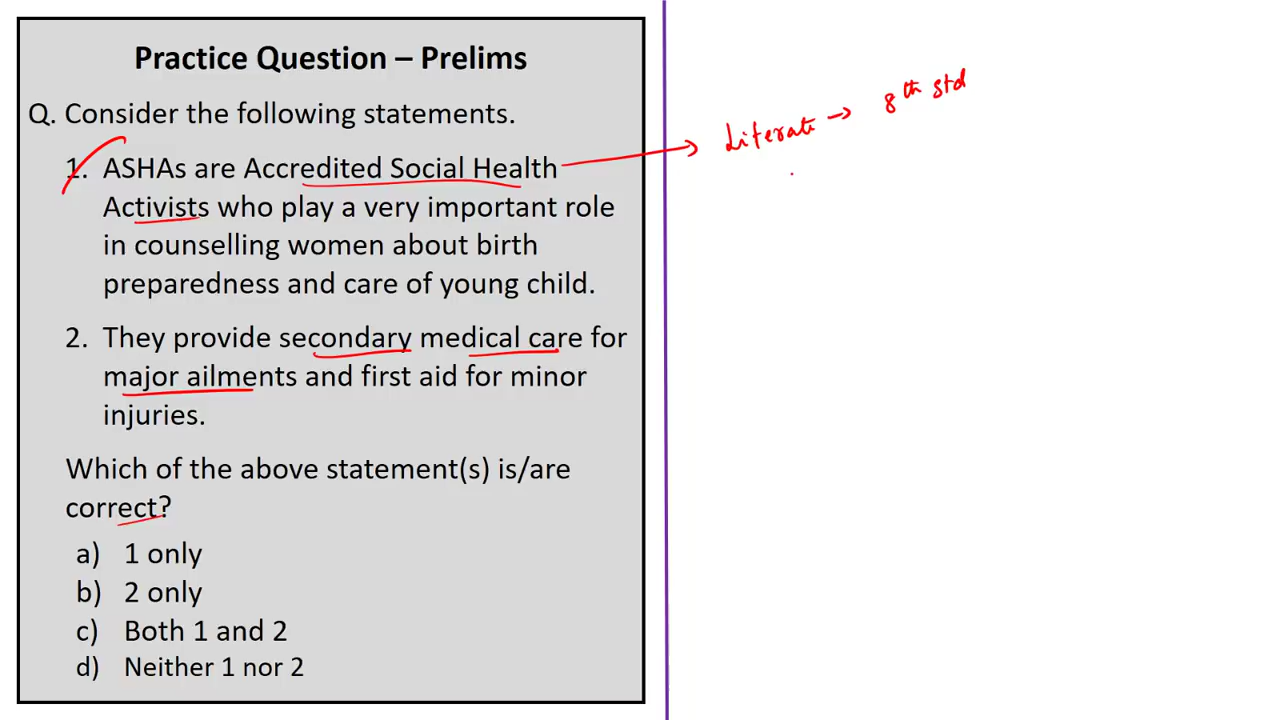 Practice Question – Prelims
Q. Consider the following statements.
1. ASHAs are Accredited Social Health
Activists who play a very important role
in counselling women about birth
preparedness and care of young child.
2. They provide secondary medical care for
major ailments and first aid for minor
injuries.
Which of the above statement(s) is/are
correct?
a) 1 only
b) 2 only
c) Both 1 and 2
d) Neither 1 nor 2
Literate → 8th std